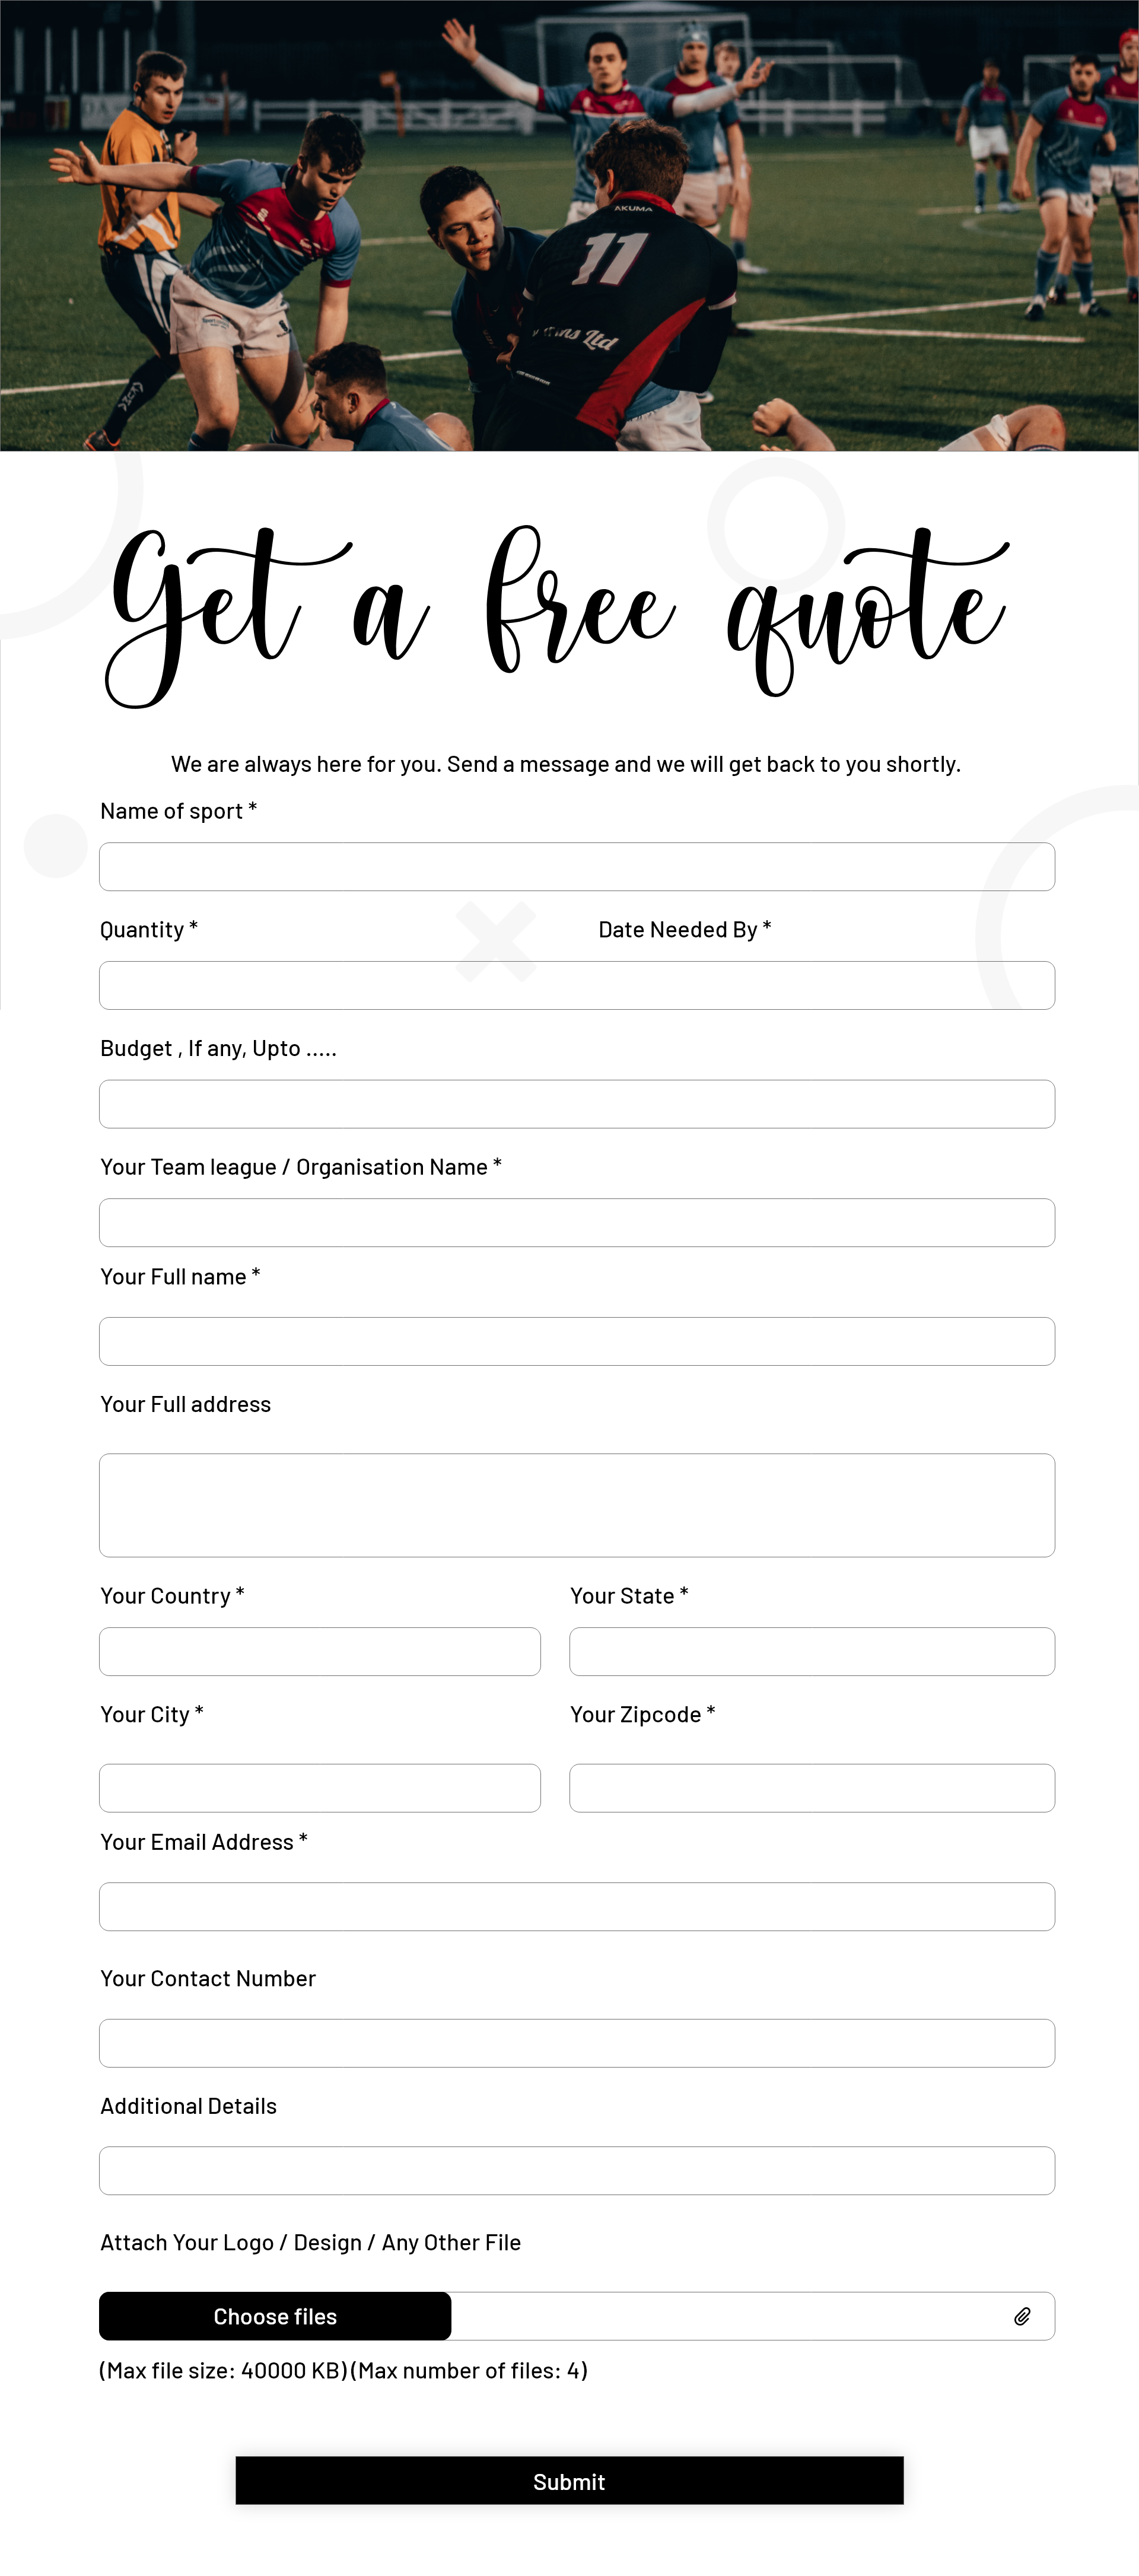 AKUMA
11
Ltd
Get a free quote
We are always here for you. Send a message and we will get back to you shortly.
Name of sport *
Quantity * Date Needed By *
Budget , If any, Upto .....
Your Team league / Organisation Name *
Your Full name *
Your Full address
Your Country * Your State *
Your City * Your Zipcode *
Your Email Address *
Your Contact Number
Additional Details
Attach Your Logo / Design / Any Other File
Choose files
(Max file size: 40000 KB) (Max number of files: 4)
Submit